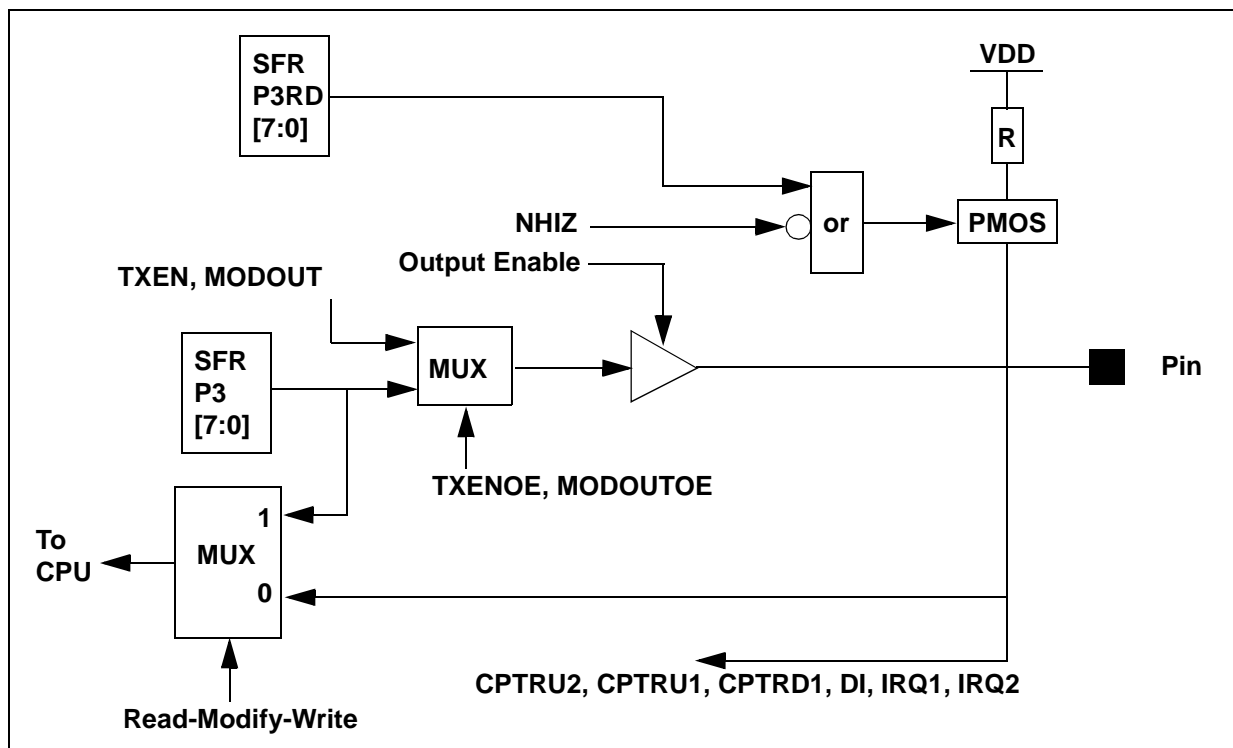 SFR
P3RD
[7:0]
VDD
R
PMOS
or
NHIZ
Output Enable
TXEN, MODOUT
SFR
P3
[7:0]
MUX
Pin
TXENOE, MODOUTOE
1
To
CPU
MUX
0
CPTRU2, CPTRU1, CPTRD1, DI, IRQ1, IRQ2
Read-Modify-Write